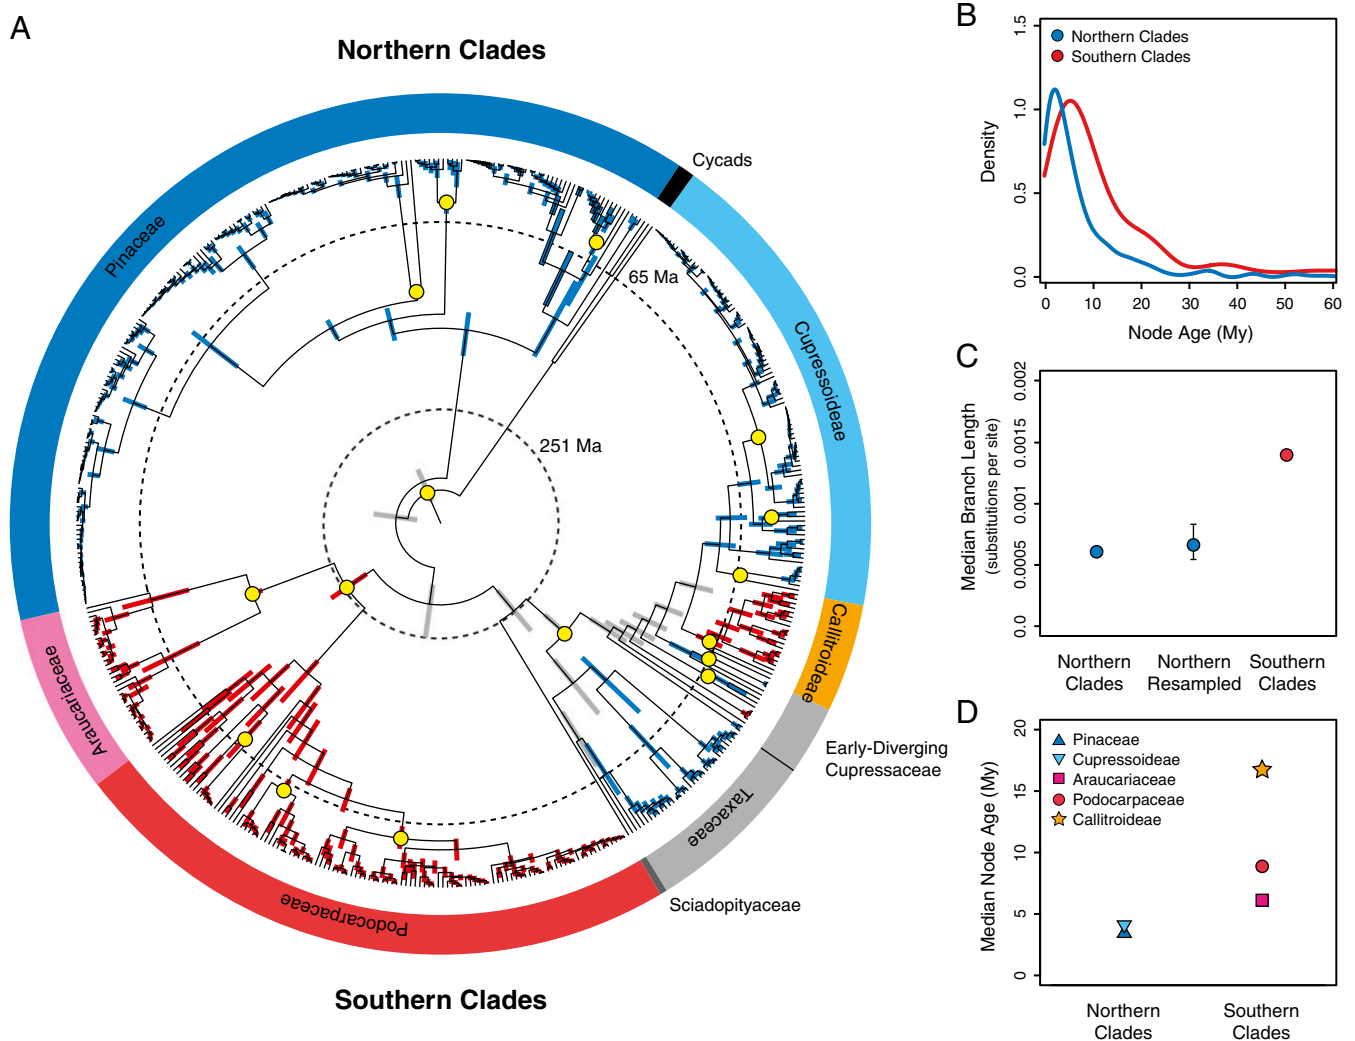 A
Northern Clades
Pinaceae
Cycads
Cupressoideae
65 Ma
251 Ma
Callitroideae
Early-Diverging
Cupressaceae
Taxaceae
Sciadopityaceae
Podocarpaceae
Araucariaceae
Southern Clades
B
Northern Clades
Southern Clades
Density
0.0
0.5
1.0
1.5
0 10 20 30 40 50 60
Node Age (My)
C
Median Branch Length
(substitutions per site)
0.0
0.0005
0.001
0.0015
0.002
Northern
Clades
Northern
Resampled
Southern
Clades
D
Pinaceae
Cupressoideae
Araucariaceae
Podocarpaceae
Callitroideae
Median Node Age (My)
0
5
10
15
20
Northern
Clades
Southern
Clades